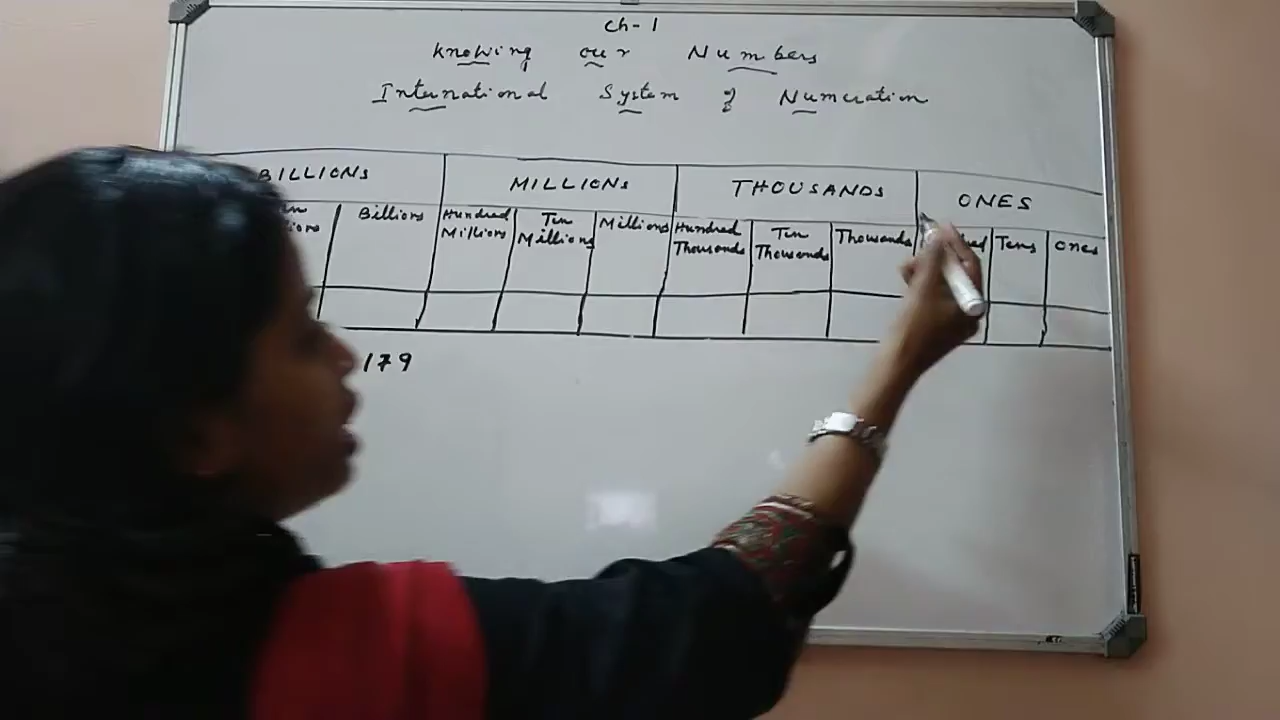 Ch-1
Knowing our Numbers
International System of Numeration
BILLIONS MILLIONS THOUSANDS ONES
Billions Hundred Millions Ten Millions Millions Hundred Thousands Ten Thousands Thousands Tens Ones
179